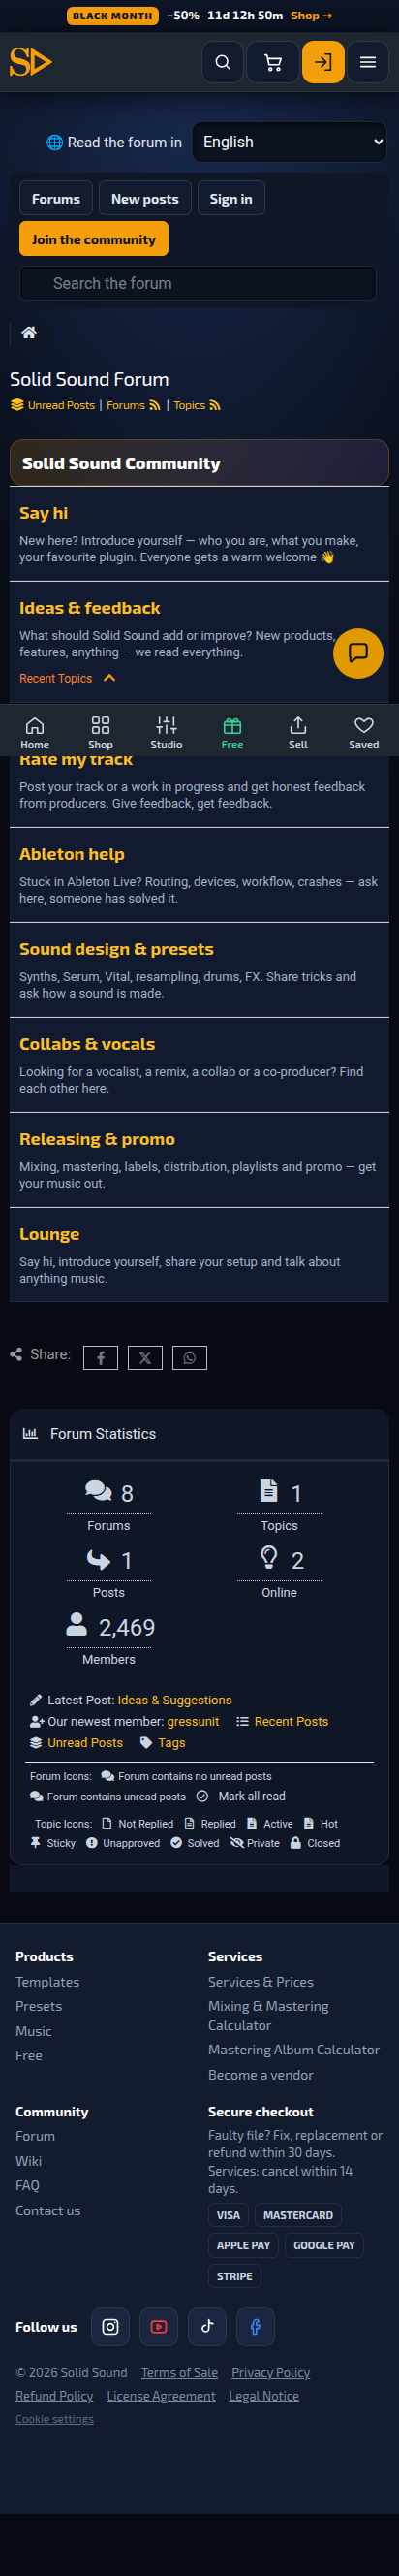 BLACK MONTH −50% · 11d 12h 50m Shop →
🌐 Read the forum in English
Forums New posts Sign in
Join the community
Search the forum
Solid Sound Forum
Unread Posts | Forums | Topics
Solid Sound Community
Say hi
New here? Introduce yourself — who you are, what you make,
your favourite plugin. Everyone gets a warm welcome 👋
Ideas & feedback
What should Solid Sound add or improve? New products,
features, anything — we read everything.
Recent Topics
Home Shop Studio Free Sell Saved
Rate my track
Post your track or a work in progress and get honest feedback
from producers. Give feedback, get feedback.
Ableton help
Stuck in Ableton Live? Routing, devices, workflow, crashes — ask
here, someone has solved it.
Sound design & presets
Synths, Serum, Vital, resampling, drums, FX. Share tricks and
ask how a sound is made.
Collabs & vocals
Looking for a vocalist, a remix, a collab or a co-producer? Find
each other here.
Releasing & promo
Mixing, mastering, labels, distribution, playlists and promo — get
your music out.
Lounge
Say hi, introduce yourself, share your setup and talk about
anything music.
Share:
Forum Statistics
8 1
Forums Topics
1 2
Posts Online
2,469
Members
Latest Post: Ideas & Suggestions
Our newest member: gressunit Recent Posts
Unread Posts Tags
Forum Icons: Forum contains no unread posts
Forum contains unread posts Mark all read
Topic Icons: Not Replied Replied Active Hot
Sticky Unapproved Solved Private Closed
Products
Templates
Presets
Music
Free
Services
Services & Prices
Mixing & Mastering
Calculator
Mastering Album Calculator
Become a vendor
Community
Forum
Wiki
FAQ
Contact us
Secure checkout
Faulty file? Fix, replacement or
refund within 30 days.
Services: cancel within 14
days.
VISA MASTERCARD
APPLE PAY GOOGLE PAY
STRIPE
Follow us
© 2026 Solid Sound Terms of Sale Privacy Policy
Refund Policy License Agreement Legal Notice
Cookie settings